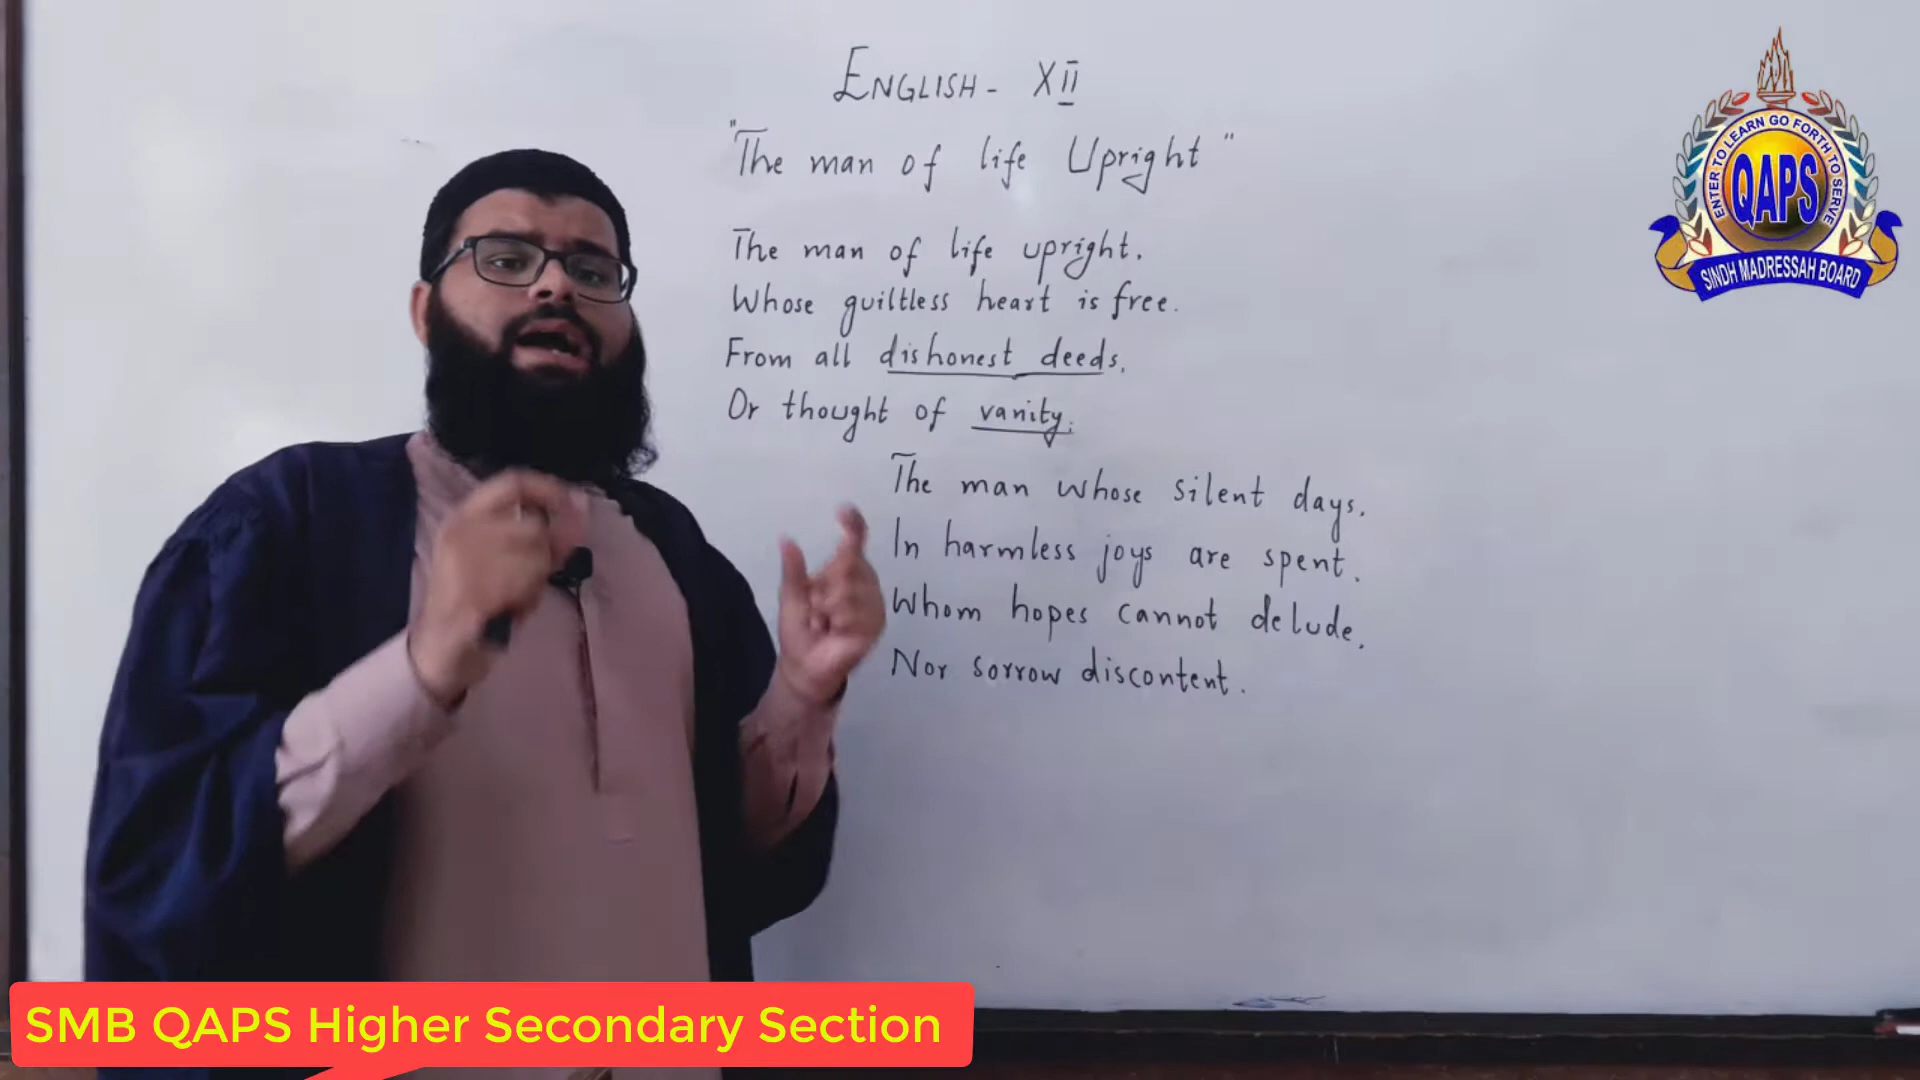 ENGLISH - XII
"The man of life Upright"
The man of life upright.
Whose guiltless heart is free.
From all dishonest deeds,
Or thought of vanity.
The man whose silent days.
In harmless joys are spent.
Whom hopes cannot delude.
Nor sorrow discontent.
ENTER TO LEARN GO FORTH TO SERVE
QAPS
SINDH MADRESSAH BOARD
SMB QAPS Higher Secondary Section